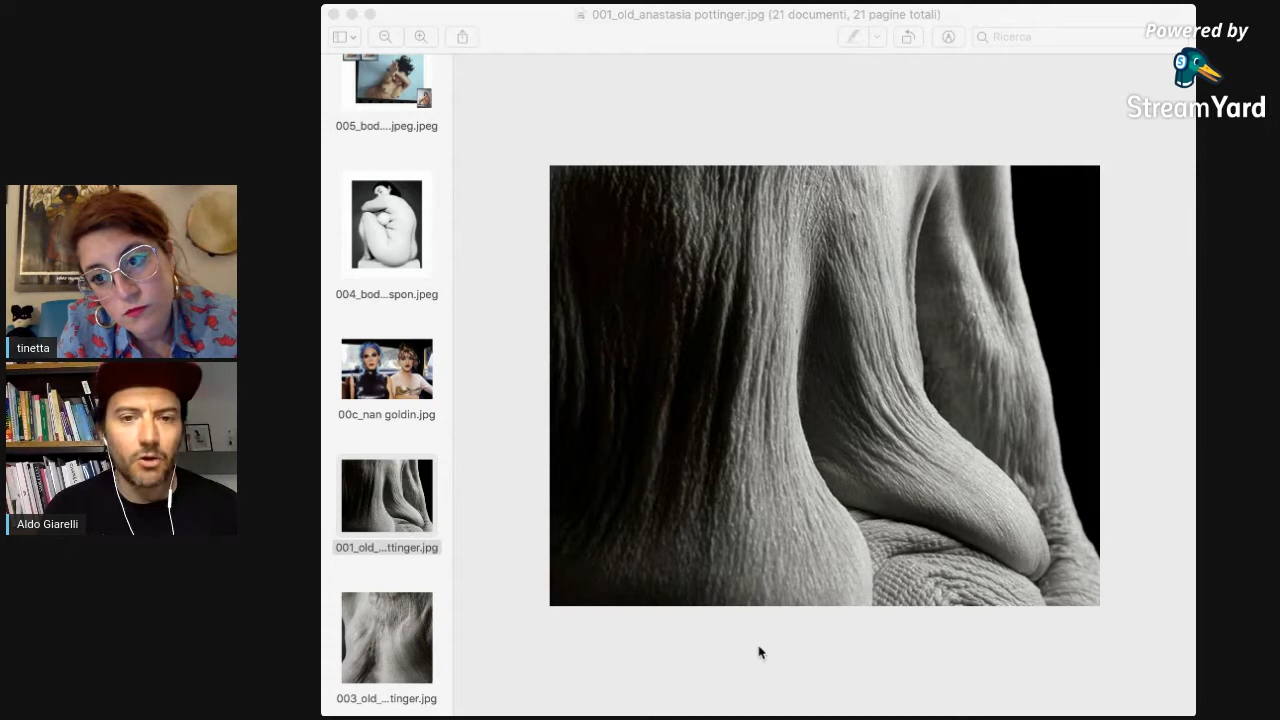 001_old_anastasia pottinger.jpg (21 documenti, 21 pagine totali)
Ricerca
Powered by
StreamYard
005_bod....jpeg.jpeg
004_bod...spon.jpeg
00c_nan goldin.jpg
001_old_...ttinger.jpg
003_old_...tinger.jpg
tinetta
Aldo Giarelli